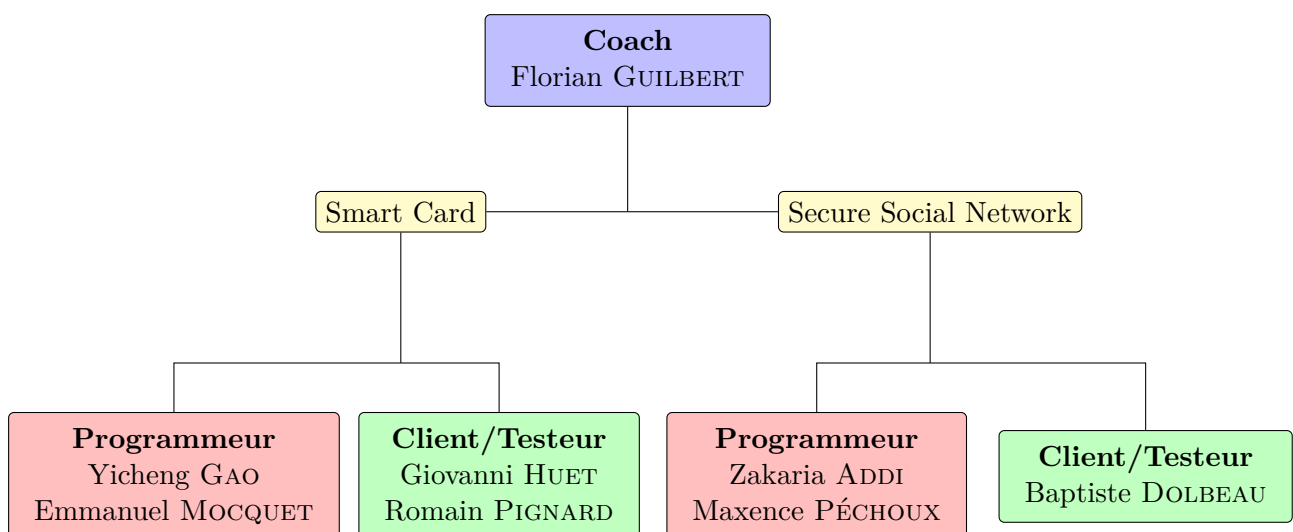 Coach
Florian GUILBERT
Smart Card
Secure Social Network
Programmeur
Yicheng GAO
Emmanuel MOCQUET
Client/Testeur
Giovanni HUET
Romain PIGNARD
Programmeur
Zakaria ADDI
Maxence PÉCHOUX
Client/Testeur
Baptiste DOLBEAU